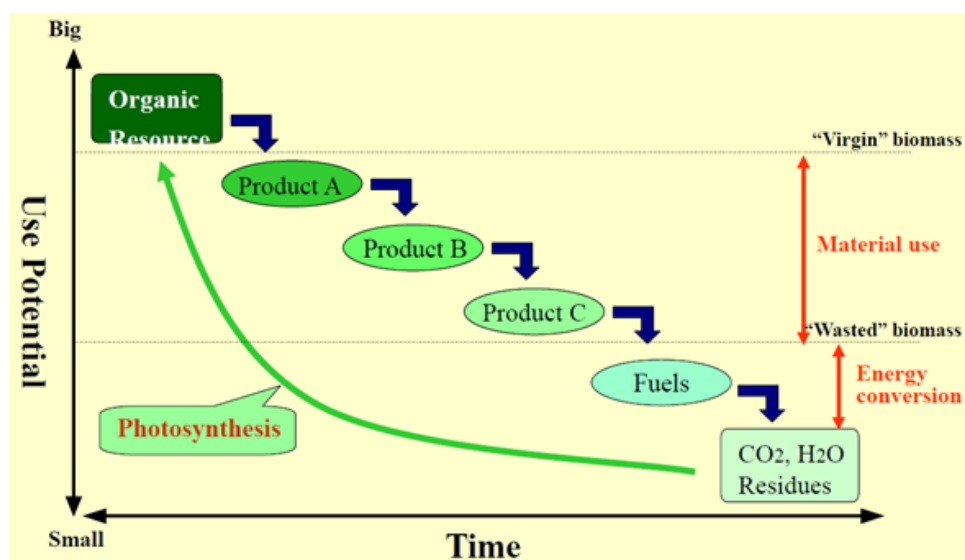 Big
Organic
Resource
"Virgin" biomass
Product A
Use Potential
Product B
Material use
Product C
"Wasted" biomass
Fuels
Energy
conversion
Photosynthesis
CO2, H2O
Residues
Small
Time